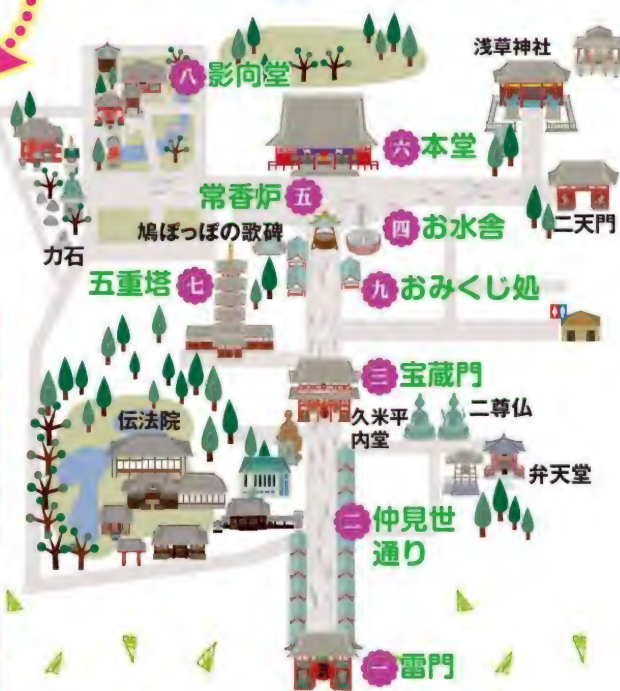 八 影向堂
浅草神社
六 本堂
常香炉 五
四 お水舎
二天門
鳩ぽっぽの歌碑
力石
五重塔 七
九 おみくじ処
三 宝蔵門
伝法院
久米平
内堂
二尊仏
弁天堂
二 仲見世
通り
一 雷門